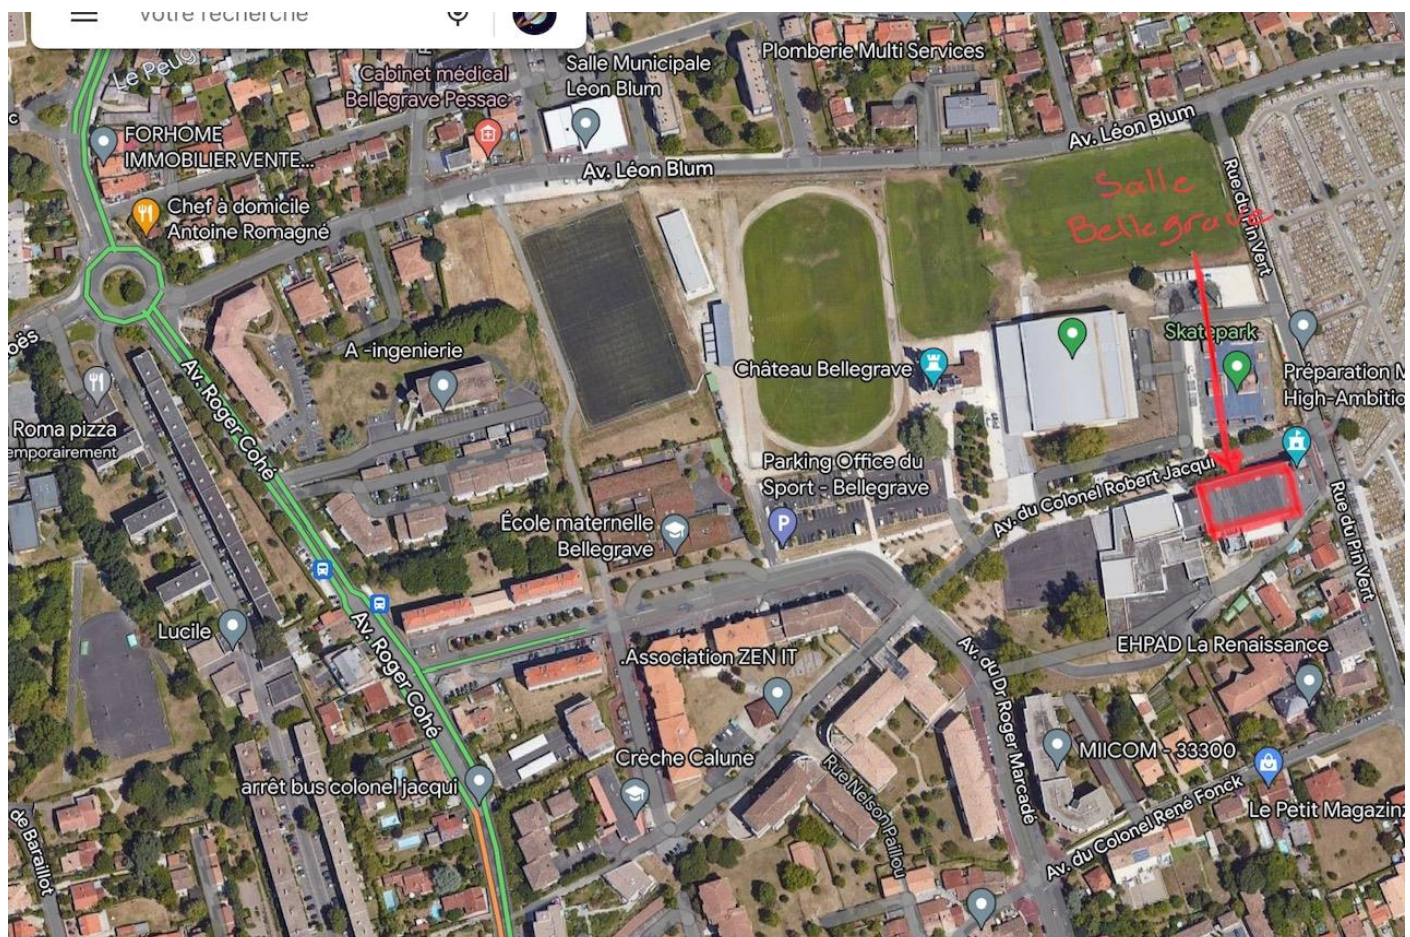 votre recherche
Le Peug
Plomberie Multi Services
Salle Municipale
Léon Blum
Cabinet médical
Bellegrave Pessac
FORHOME
IMMOBILIER VENTE...
Av. Léon Blum
Av. Léon Blum
Salle
Bellegrave
Rue du Pin Vert
Chef à domicile
Antoine Romagné
oës
A -ingenierie
Skatepark
Château Bellegrave
Préparation M
High-Ambitio
Av. Roger Cohé
Roma pizza
emporairement
Parking Office du
Sport - Bellegrave
P
Av. du Colonel Robert Jacqui
Rue du Pin Vert
École maternelle
Bellegrave
Lucile
Av. Roger Cohé
Association ZEN IT
EHPAD La Renaissance
Av. du Dr Roger Marcadé
MIICOM - 33300
Crèche Calune
arrêt bus colonel jacqui
Rue Nelson Paillou
Av. du Colonel René Fonck
Le Petit Magazinz
de Baraillot